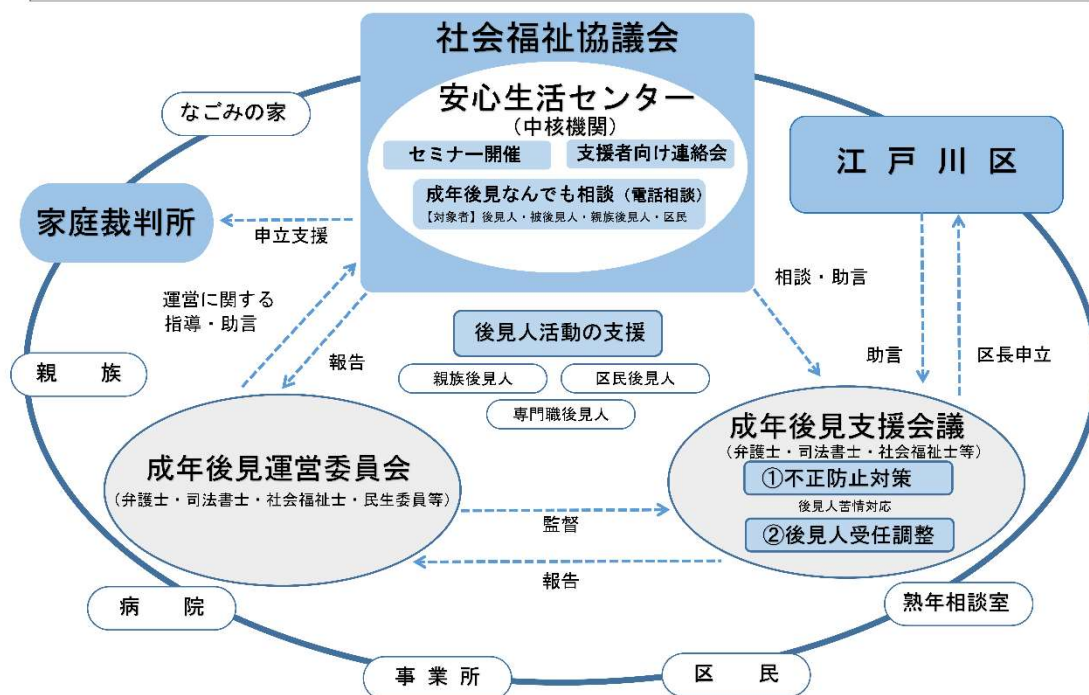 社会福祉協議会
安心生活センター
(中核機関)
セミナー開催
支援者向け連絡会
成年後見なんでも相談(電話相談)
【対象者】後見人・被後見人・親族後見人・区民
なごみの家
江戸川区
家庭裁判所
申立支援
相談・助言
運営に関する
指導・助言
報告
後見人活動の支援
助言
区長申立
親 族
親族後見人
区民後見人
専門職後見人
成年後見運営委員会
(弁護士・司法書士・社会福祉士・民生委員等)
成年後見支援会議
(弁護士・司法書士・社会福祉士等)
①不正防止対策
後見人苦情対応
②後見人受任調整
監督
報告
病 院
熟年相談室
事 業 所
区 民